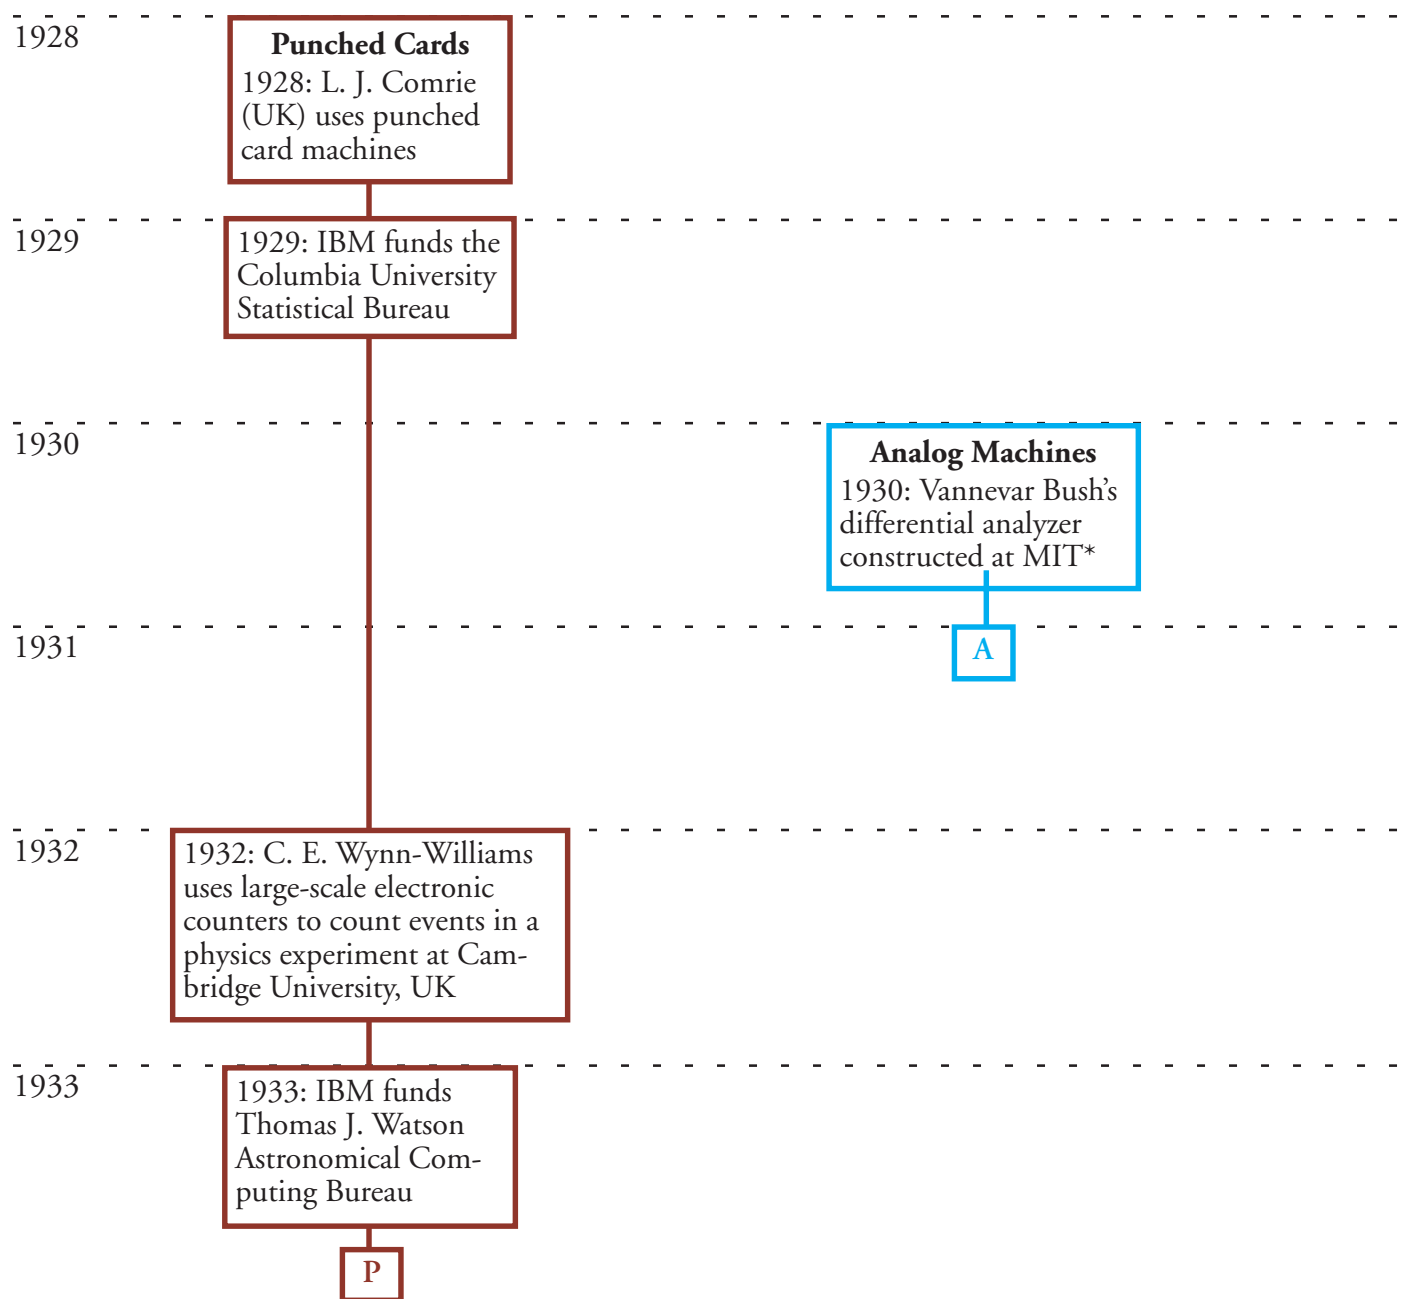 1928
Punched Cards
1928: L. J. Comrie
(UK) uses punched
card machines
1929
1929: IBM funds the
Columbia University
Statistical Bureau
1930
Analog Machines
1930: Vannevar Bush’s
differential analyzer
constructed at MIT*
1931
A
1932
1932: C. E. Wynn-Williams
uses large-scale electronic
counters to count events in a
physics experiment at Cam-
bridge University, UK
1933
1933: IBM funds
Thomas J. Watson
Astronomical Com-
puting Bureau
P